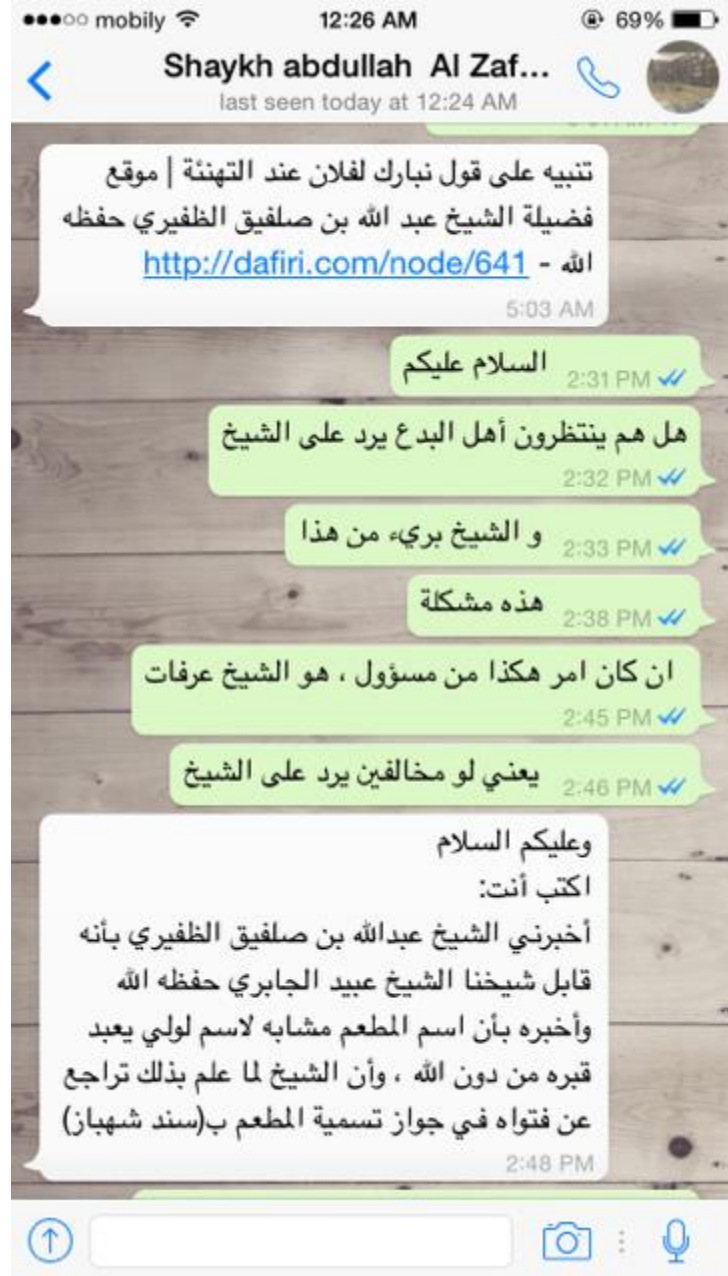 mobily 12:26 AM 69%
Shaykh abdullah Al Zaf...
last seen today at 12:24 AM
تنبيه على قول نبارك لفلان عند التهنئة | موقع
فضيلة الشيخ عبد الله بن صلفيق الظفيري حفظه
الله - http://dafiri.com/node/641
5:03 AM
السلام عليكم 2:31 PM
هل هم ينتظرون أهل البدع يرد على الشيخ
2:32 PM
و الشيخ بريء من هذا 2:33 PM
هذه مشكلة 2:38 PM
ان كان امر هكذا من مسؤول ، هو الشيخ عرفات
2:45 PM
يعني لو مخالفين يرد على الشيخ 2:46 PM
وعليكم السلام
اكتب أنت:
أخبرني الشيخ عبدالله بن صلفيق الظفيري بأنه
قابل شيخنا الشيخ عبيد الجابري حفظه الله
وأخبره بأن اسم المطعم مشابه لاسم لولي يعبد
قبره من دون الله ، وأن الشيخ لما علم بذلك تراجع
عن فتواه في جواز تسمية المطعم ب(سند شهباز)
2:48 PM